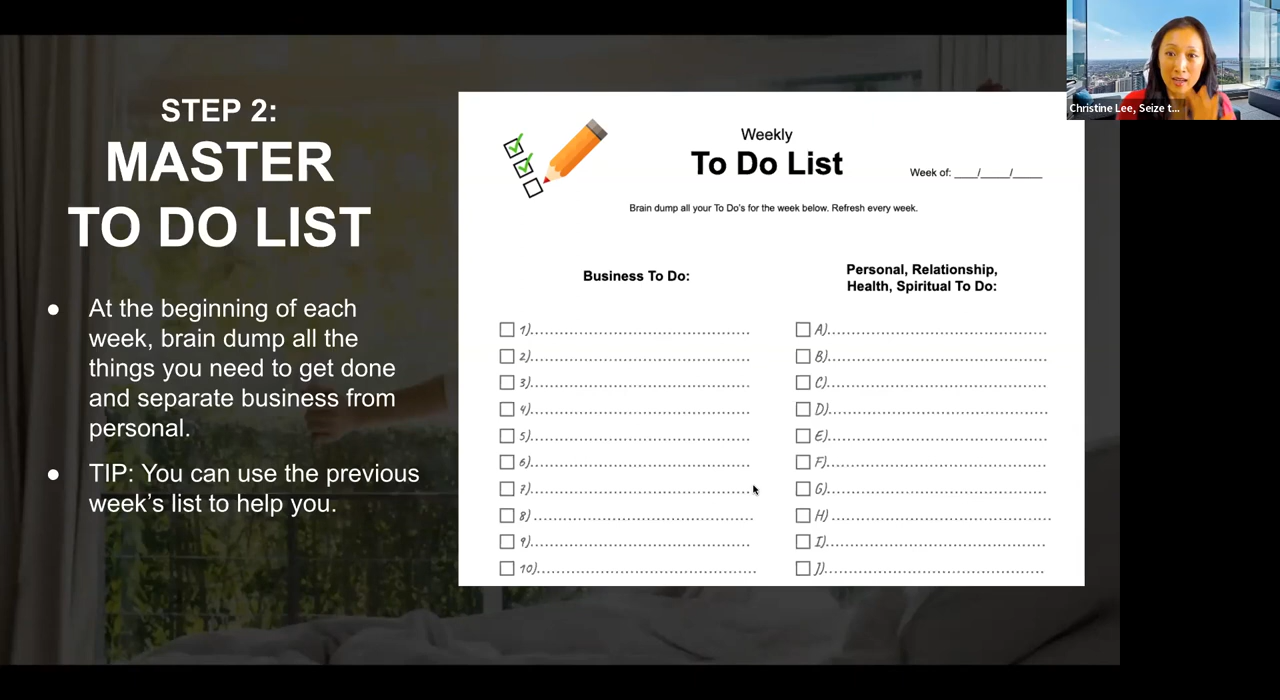 STEP 2:
MASTER
TO DO LIST
● At the beginning of each
week, brain dump all the
things you need to get done
and separate business from
personal.
● TIP: You can use the previous
week’s list to help you.
Weekly
To Do List
Week of: ____/_____/_____
Brain dump all your To Do's for the week below. Refresh every week.
Business To Do:
1)
2)
3)
4)
5)
6)
7)
8)
9)
10)
Personal, Relationship,
Health, Spiritual To Do:
A)
B)
C)
D)
E)
F)
G)
H)
I)
J)
Christine Lee, Seize t...